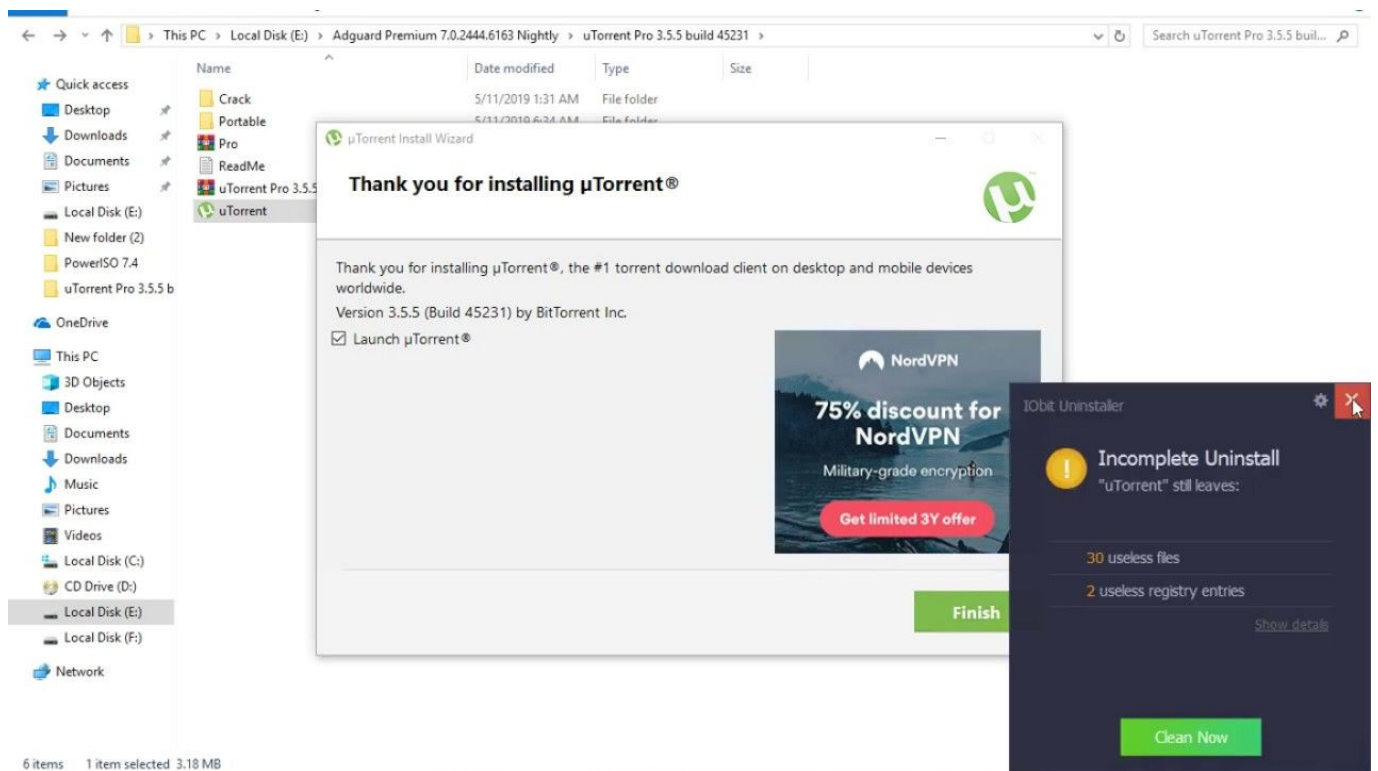 This PC > Local Disk (E:) > Adguard Premium 7.0.2444.6163 Nightly > uTorrent Pro 3.5.5 build 45231 >
Search uTorrent Pro 3.5.5 buil...
Name Date modified Type Size
Quick access
Desktop
Downloads
Documents
Pictures
Local Disk (E:)
New folder (2)
PowerISO 7.4
uTorrent Pro 3.5.5 b
OneDrive
This PC
3D Objects
Desktop
Documents
Downloads
Music
Pictures
Videos
Local Disk (C:)
CD Drive (D:)
Local Disk (E:)
Local Disk (F:)
Network
Crack 5/11/2019 1:31 AM File folder
Portable 5/11/2019 6:34 AM File folder
Pro
ReadMe
uTorrent Pro 3.5.5
uTorrent
µTorrent Install Wizard
Thank you for installing µTorrent®
Thank you for installing µTorrent®, the #1 torrent download client on desktop and mobile devices
worldwide.
Version 3.5.5 (Build 45231) by BitTorrent Inc.
Launch µTorrent®
NordVPN
75% discount for
NordVPN
Military-grade encryption
Get limited 3Y offer
Finish
IObit Uninstaller
Incomplete Uninstall
"uTorrent" still leaves:
30 useless files
2 useless registry entries
Show details
Clean Now
6 items 1 item selected 3.18 MB